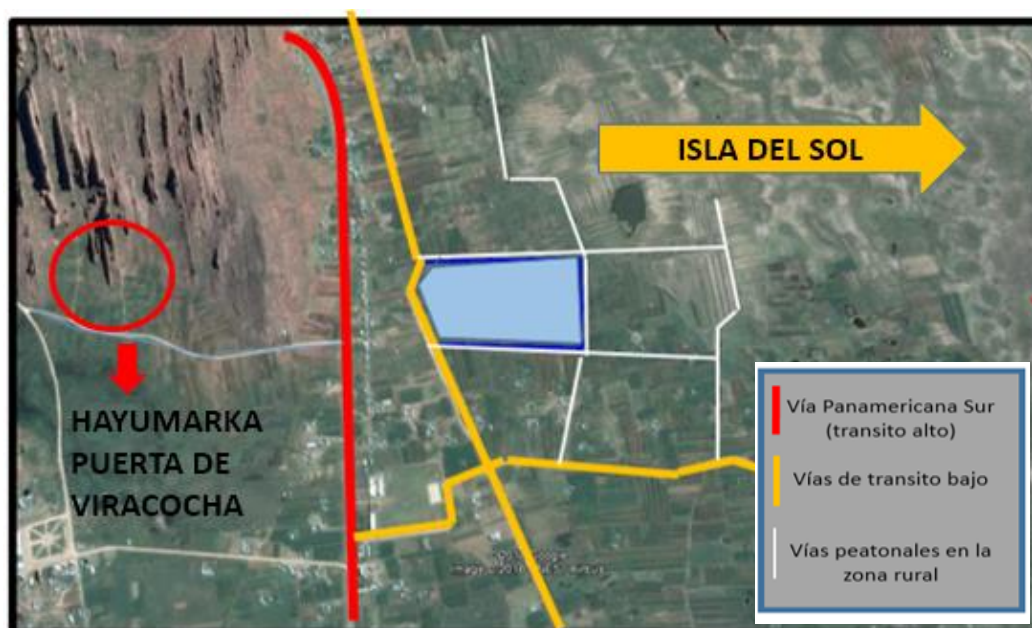 ISLA DEL SOL
HAYUMARKA
PUERTA DE
VIRACOCHA
Vía Panamericana Sur
(transito alto)
Vías de transito bajo
Vías peatonales en la
zona rural